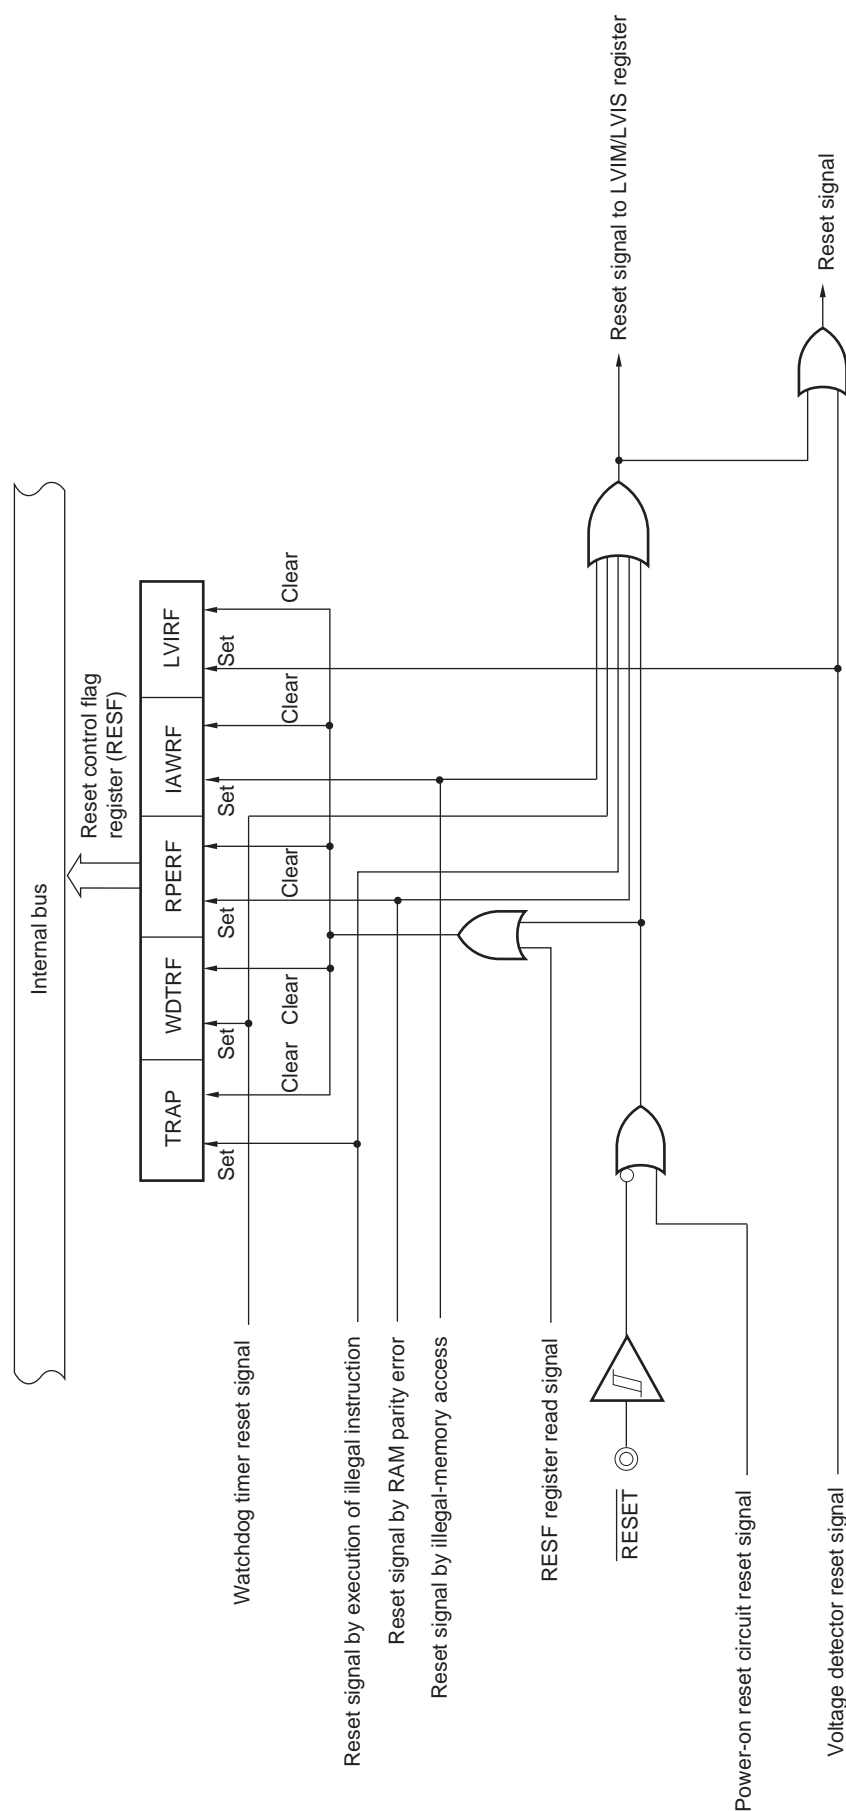 Internal bus
Reset control flag
register (RESF)
TRAP
WDTRF
RPERF
IAWRF
LVIRF
Set
Clear
Set
Clear
Set
Clear
Set
Clear
Set
Clear
Watchdog timer reset signal
Reset signal by execution of illegal instruction
Reset signal by RAM parity error
Reset signal by illegal-memory access
RESF register read signal
RESET
Power-on reset circuit reset signal
Voltage detector reset signal
Reset signal to LVIM/LVIS register
Reset signal